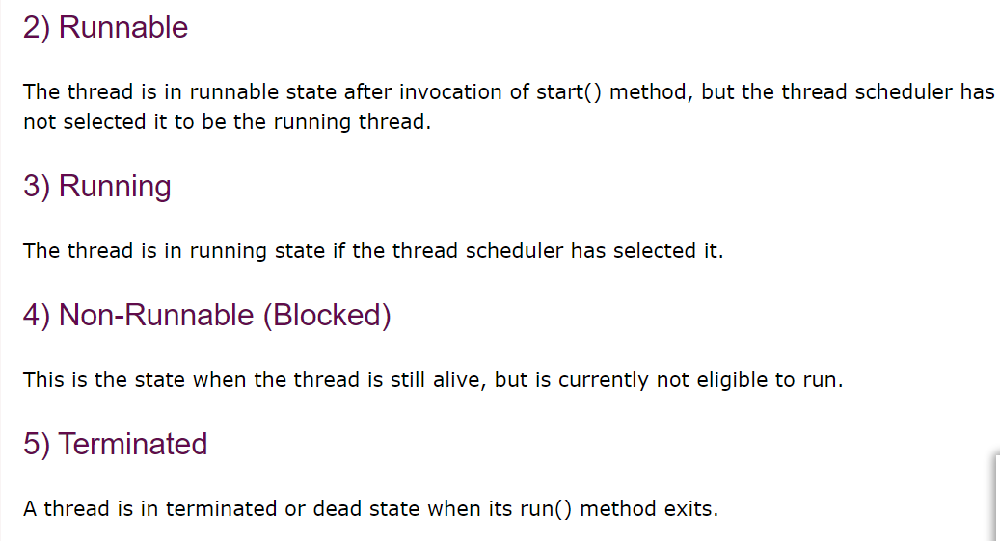 2) Runnable
The thread is in runnable state after invocation of start() method, but the thread scheduler has
not selected it to be the running thread.
3) Running
The thread is in running state if the thread scheduler has selected it.
4) Non-Runnable (Blocked)
This is the state when the thread is still alive, but is currently not eligible to run.
5) Terminated
A thread is in terminated or dead state when its run() method exits.